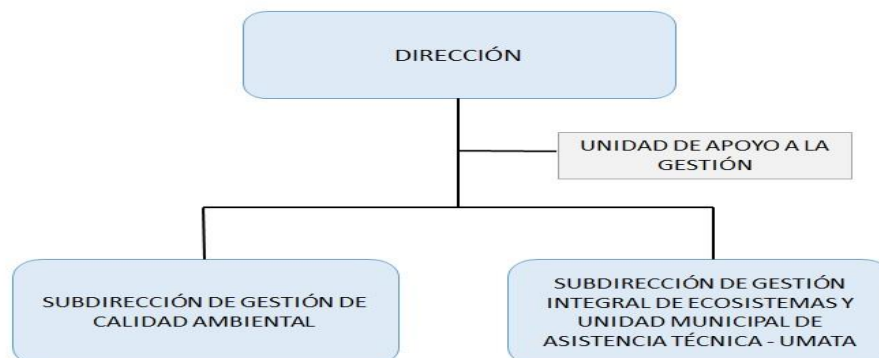 DIRECCIÓN
UNIDAD DE APOYO A LA
GESTIÓN
SUBDIRECCIÓN DE GESTIÓN DE
CALIDAD AMBIENTAL
SUBDIRECCIÓN DE GESTIÓN
INTEGRAL DE ECOSISTEMAS Y
UNIDAD MUNICIPAL DE
ASISTENCIA TÉCNICA - UMATA